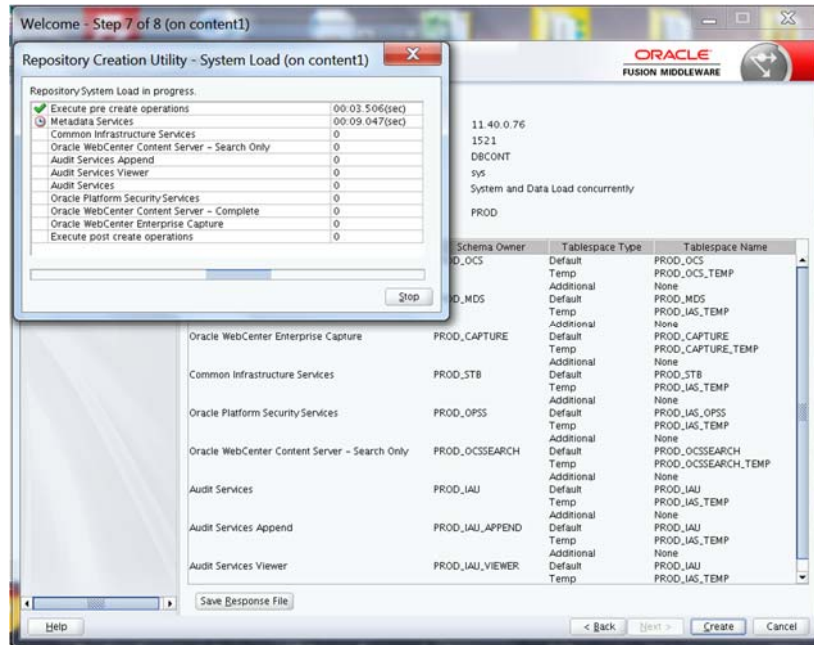 Welcome - Step 7 of 8 (on content1)
Repository Creation Utility - System Load (on content1)
ORACLE
FUSION MIDDLEWARE
Repository System Load in progress.
Execute pre create operations 00:03.506(sec)
Metadata Services 00:09.047(sec)
Common Infrastructure Services 0
Oracle WebCenter Content Server - Search Only 0
Audit Services Append 0
Audit Services Viewer 0
Audit Services 0
Oracle Platform Security Services 0
Oracle WebCenter Content Server - Complete 0
Oracle WebCenter Enterprise Capture 0
Execute post create operations 0
Stop
11.40.0.76
1521
DBCONT
sys
System and Data Load concurrently
PROD
Schema Owner Tablespace Type Tablespace Name
D_OCS Default PROD_OCS
Temp PROD_OCS_TEMP
Additional None
D_MDS Default PROD_MDS
Temp PROD_IAS_TEMP
Additional None
Oracle WebCenter Enterprise Capture PROD_CAPTURE Default PROD_CAPTURE
Temp PROD_CAPTURE_TEMP
Additional None
Common Infrastructure Services PROD_STB Default PROD_STB
Temp PROD_IAS_TEMP
Additional None
Oracle Platform Security Services PROD_OPSS Default PROD_IAS_OPSS
Temp PROD_IAS_TEMP
Additional None
Oracle WebCenter Content Server - Search Only PROD_OCSSEARCH Default PROD_OCSSEARCH
Temp PROD_OCSSEARCH_TEMP
Additional None
Audit Services PROD_IAU Default PROD_IAU
Temp PROD_IAS_TEMP
Additional None
Audit Services Append PROD_IAU_APPEND Default PROD_IAU
Temp PROD_IAS_TEMP
Additional None
Audit Services Viewer PROD_IAU_VIEWER Default PROD_IAU
Temp PROD_IAS_TEMP
Save Response File
Help < Back Next > Create Cancel